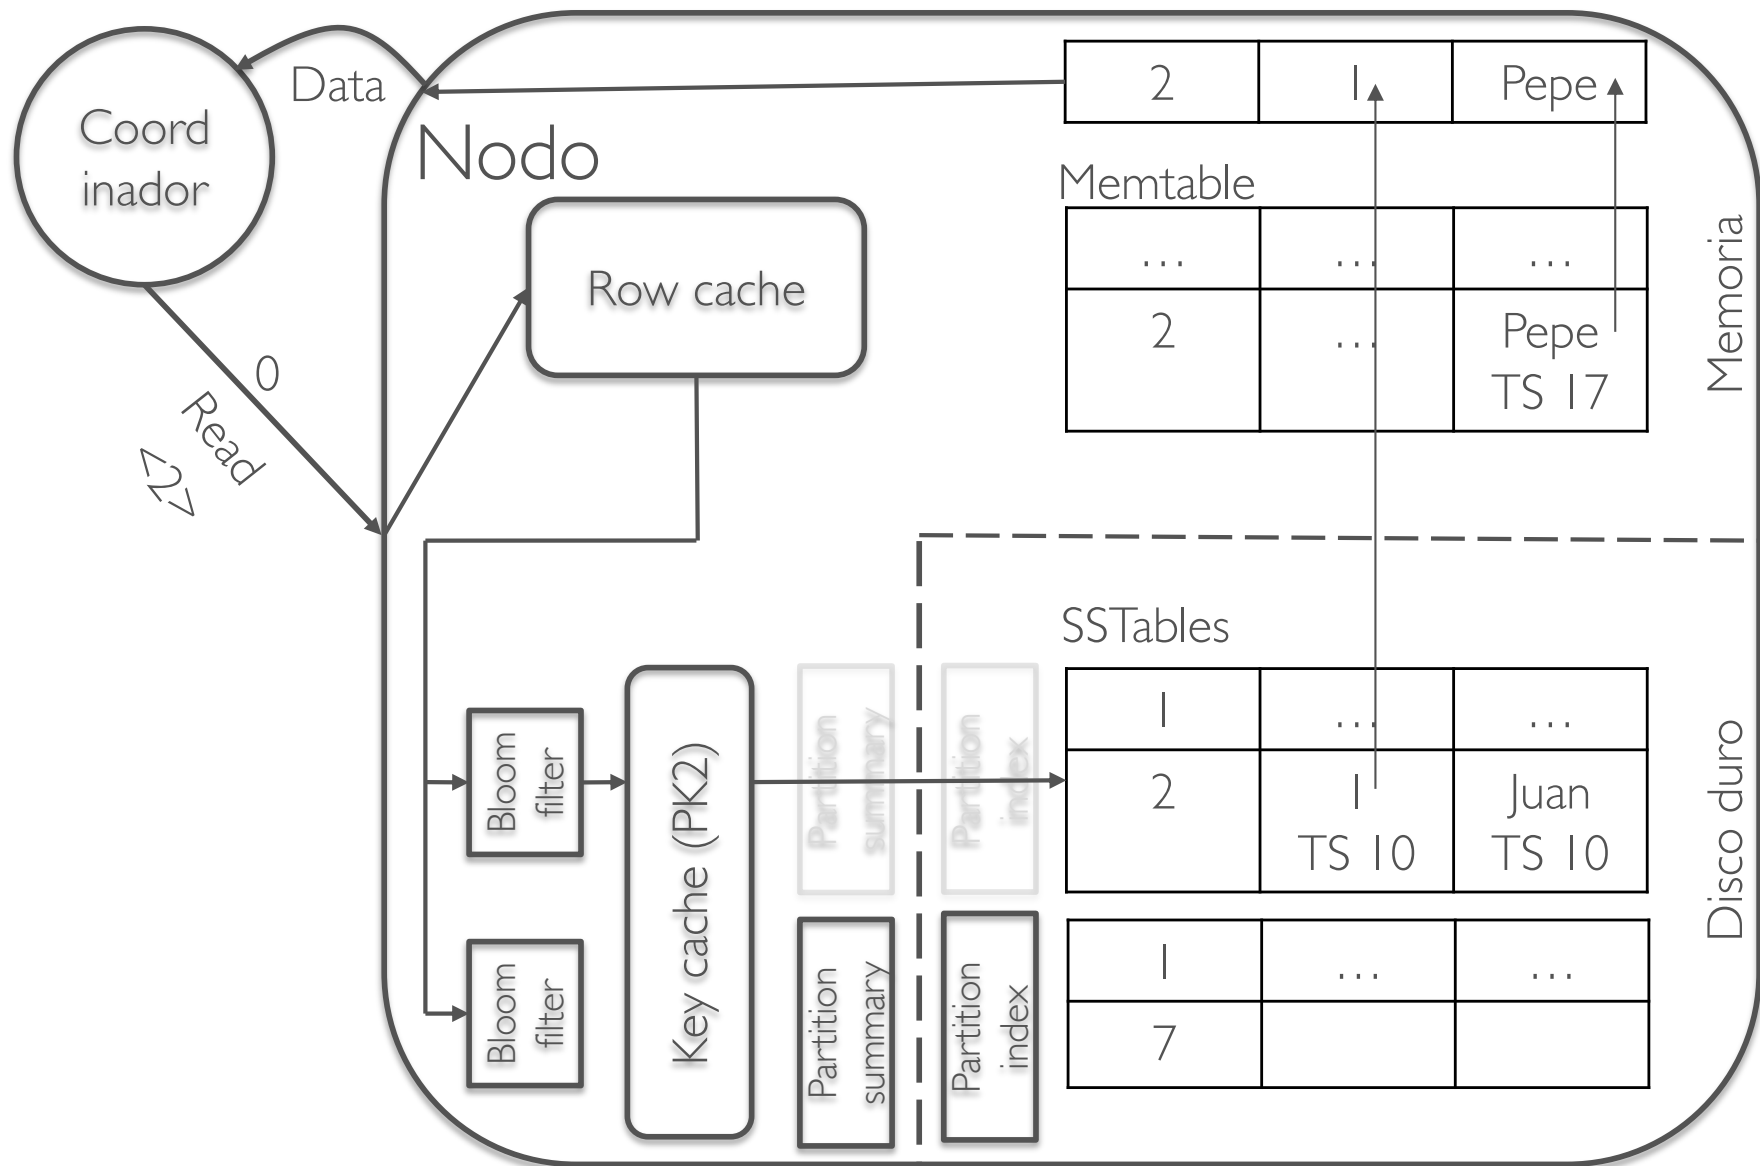 Data
Coord
inador
0
Read
<2>
Nodo
Row cache
2 1 Pepe
Memtable
... ... ...
2 ... Pepe
TS 17
Memoria
SSTables
1 ... ...
2 1 Juan
TS 10 TS 10
1 ... ...
7
Disco duro
Bloom
filter
Bloom
filter
Key cache (PK2)
Partition
summary
Partition
index
Partition
summary
Partition
index